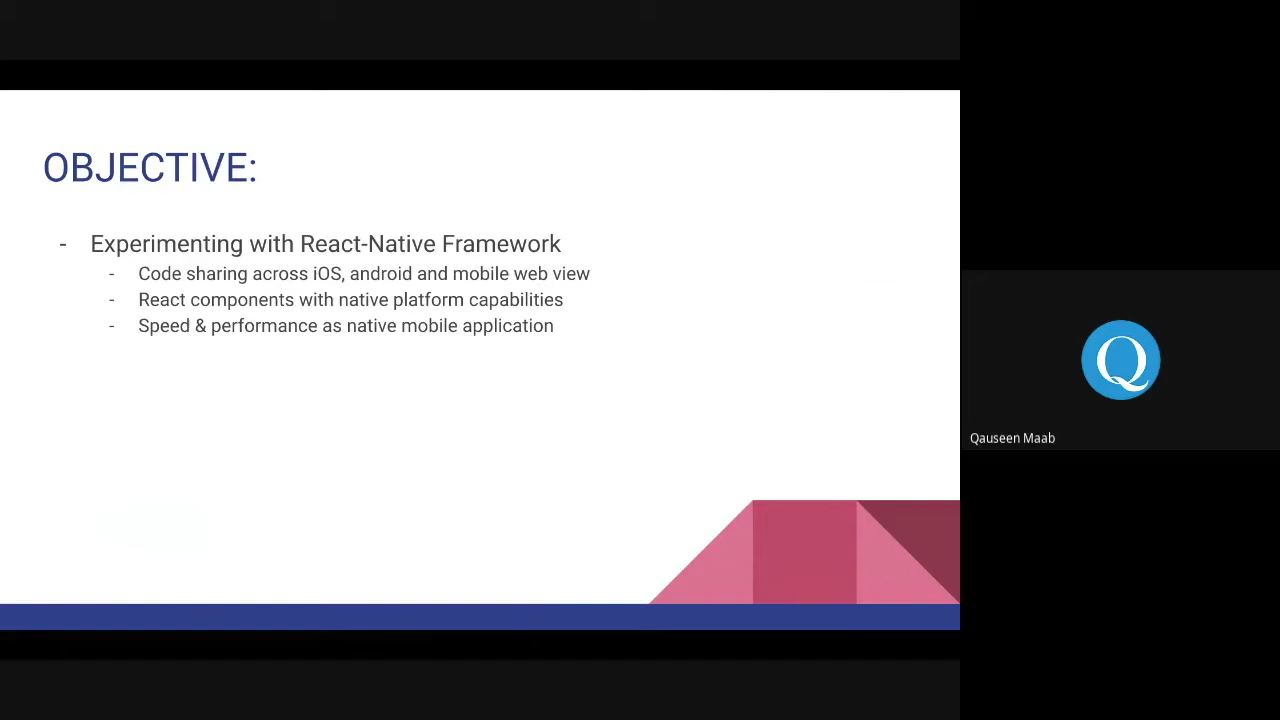 OBJECTIVE:
- Experimenting with React-Native Framework
- Code sharing across iOS, android and mobile web view
- React components with native platform capabilities
- Speed & performance as native mobile application
Q
Qauseen Maab